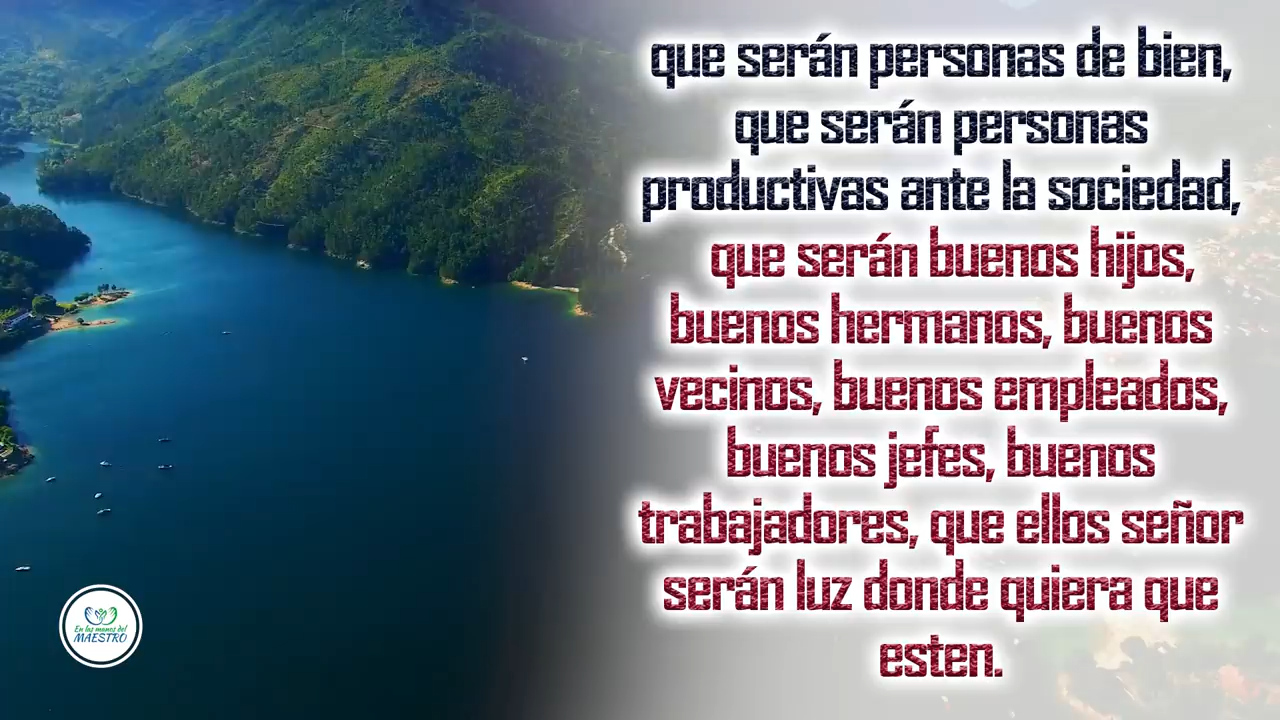 que serán personas de bien,
que serán personas
productivas ante la sociedad,
que serán buenos hijos,
buenos hermanos, buenos
vecinos, buenos empleados,
buenos jefes, buenos
trabajadores, que ellos señor
serán luz donde quiera que
esten.
En las manos del
MAESTRO